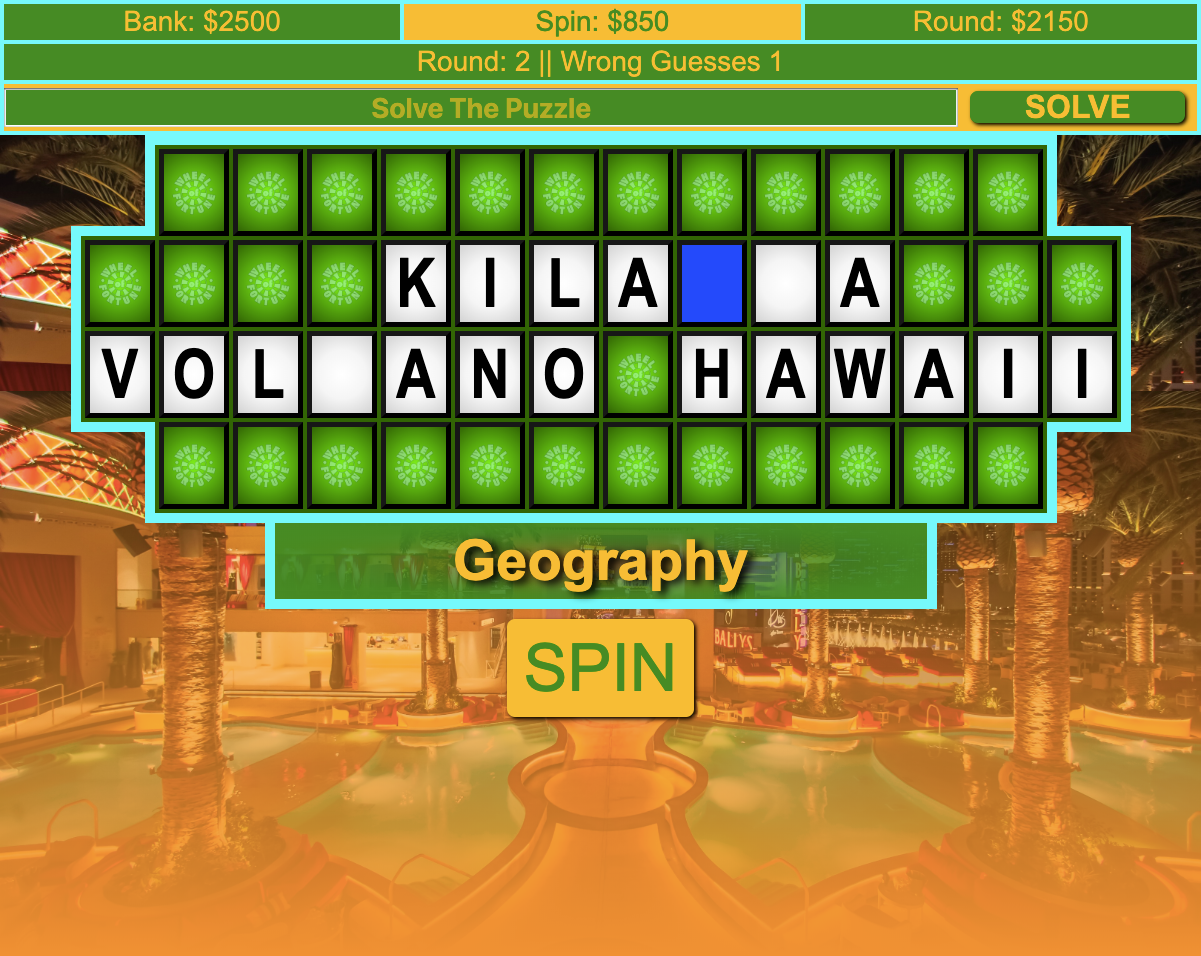 Bank: $2500 Spin: $850 Round: $2150
Round: 2 || Wrong Guesses 1
Solve The Puzzle SOLVE
KILA A
VOL ANO HAWAII
Geography
BALLYS
SPIN